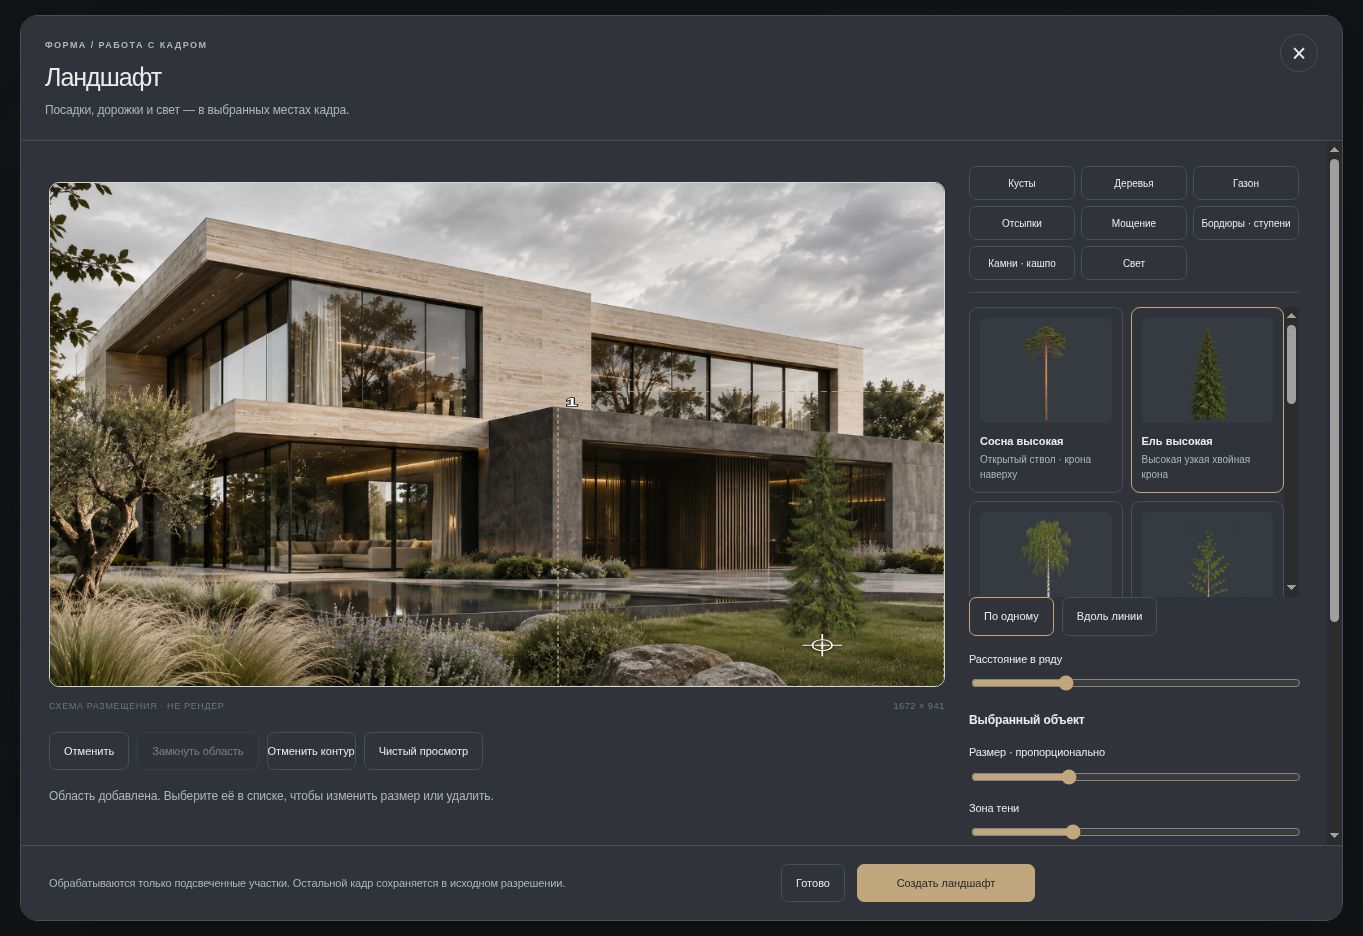 ФОРМА / РАБОТА С КАДРОМ
Ландшафт
Посадки, дорожки и свет — в выбранных местах кадра.
Кусты
Деревья
Газон
Отсыпки
Мощение
Бордюры · ступени
Камни · кашпо
Свет
1
Сосна высокая
Открытый ствол · крона
наверху
Ель высокая
Высокая узкая хвойная
крона
По одному
Вдоль линии
Расстояние в ряду
Выбранный объект
Размер · пропорционально
Зона тени
СХЕМА РАЗМЕЩЕНИЯ · НЕ РЕНДЕР
1672 × 941
Отменить
Замкнуть область
Отменить контур
Чистый просмотр
Область добавлена. Выберите её в списке, чтобы изменить размер или удалить.
Обрабатываются только подсвеченные участки. Остальной кадр сохраняется в исходном разрешении.
Готово
Создать ландшафт